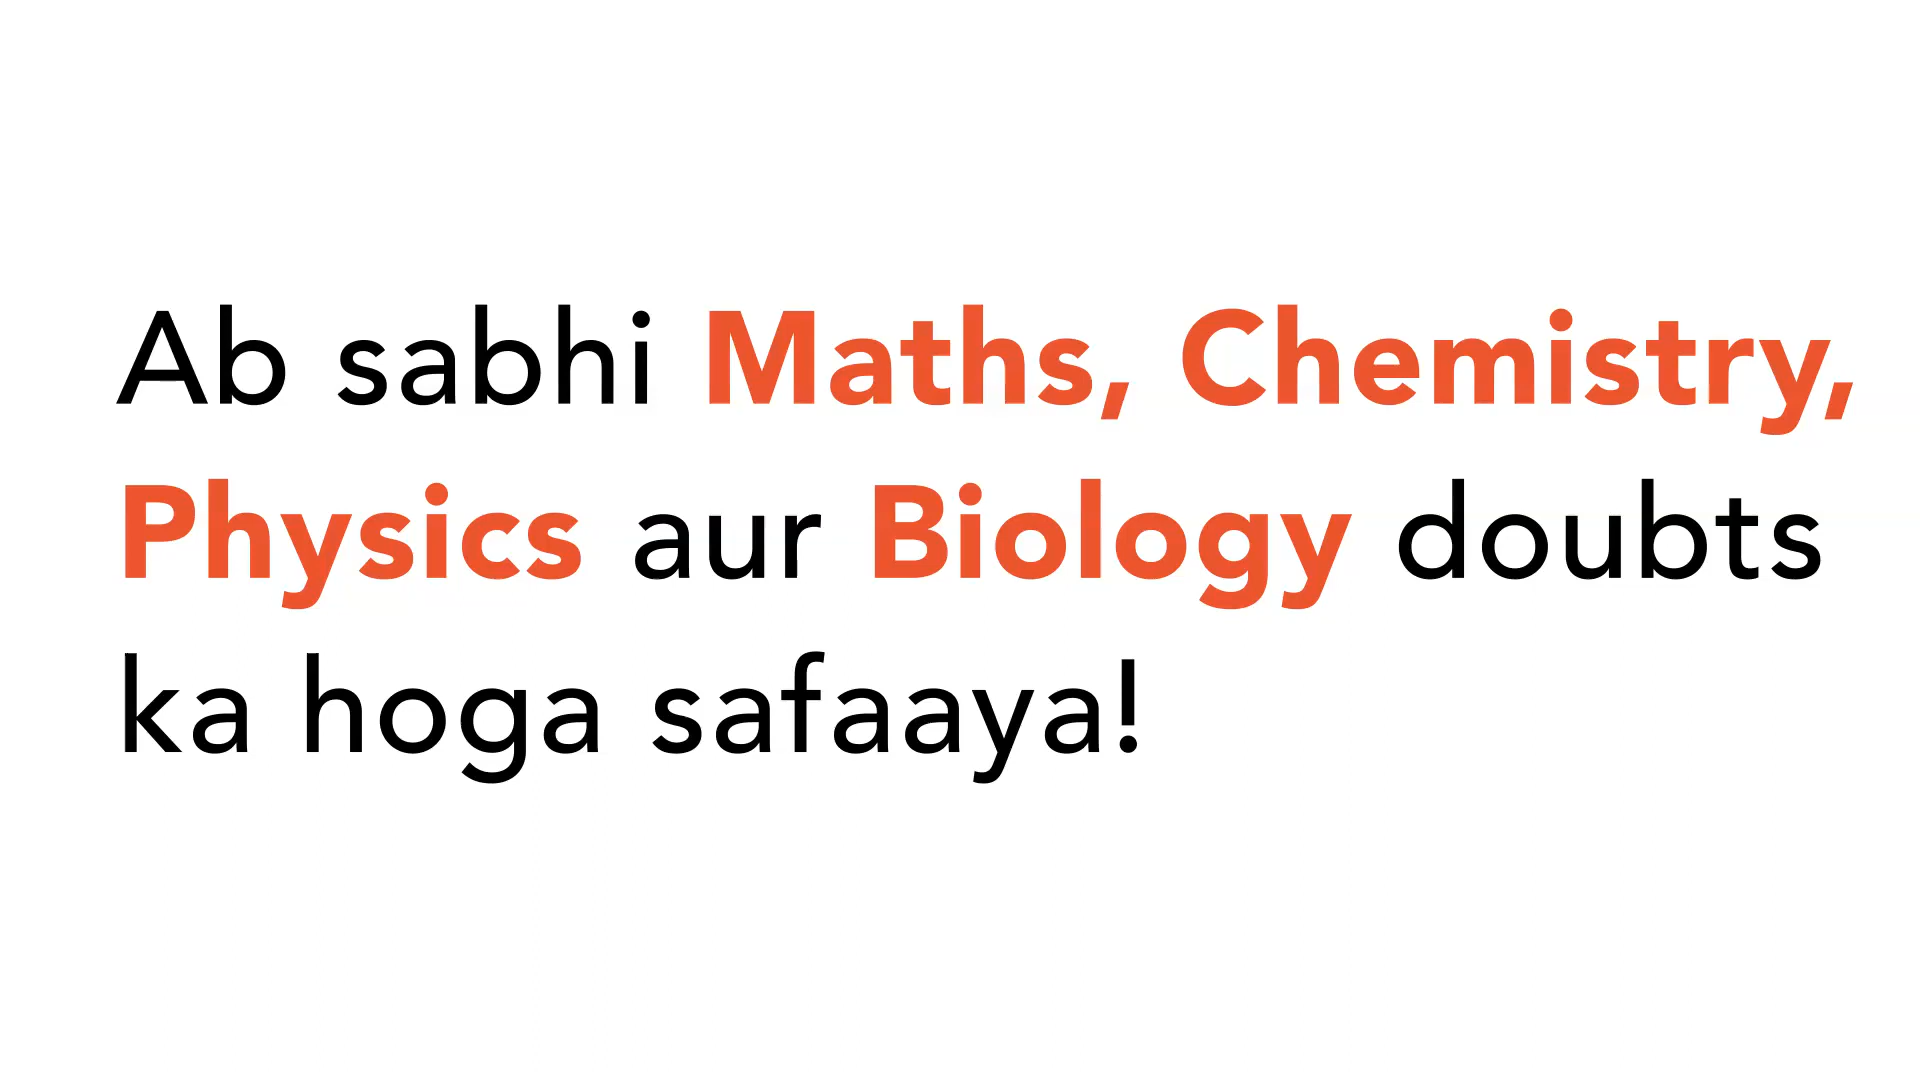 Ab sabhi Maths, Chemistry,
Physics aur Biology doubts
ka hoga safaaya!